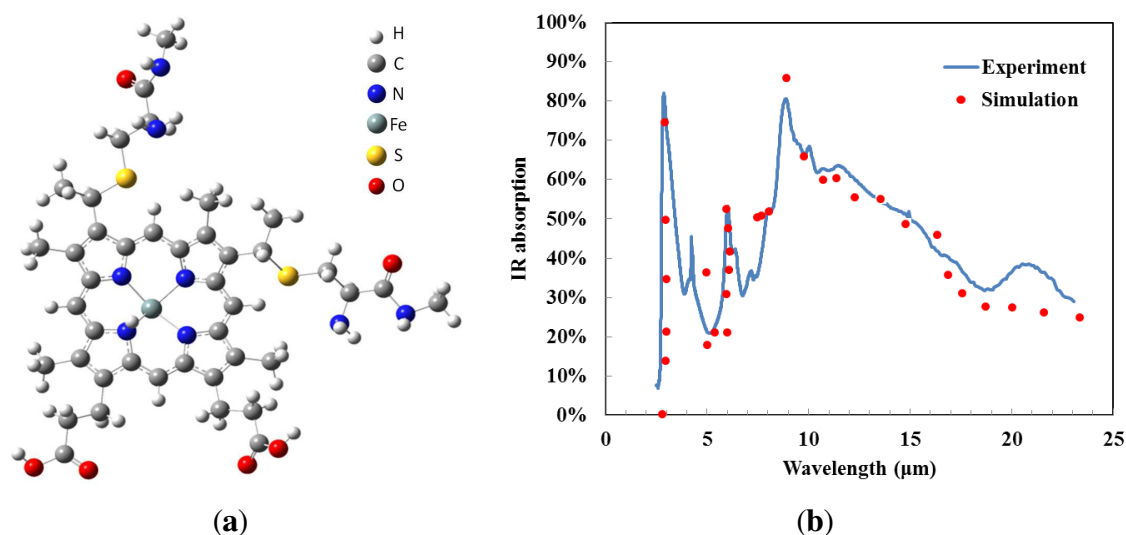 H
C
N
Fe
S
O
(a)
100%
90%
80%
70%
60%
50%
40%
30%
20%
10%
0%
IR absorption
Experiment
Simulation
0 5 10 15 20 25
Wavelength (μm)
(b)